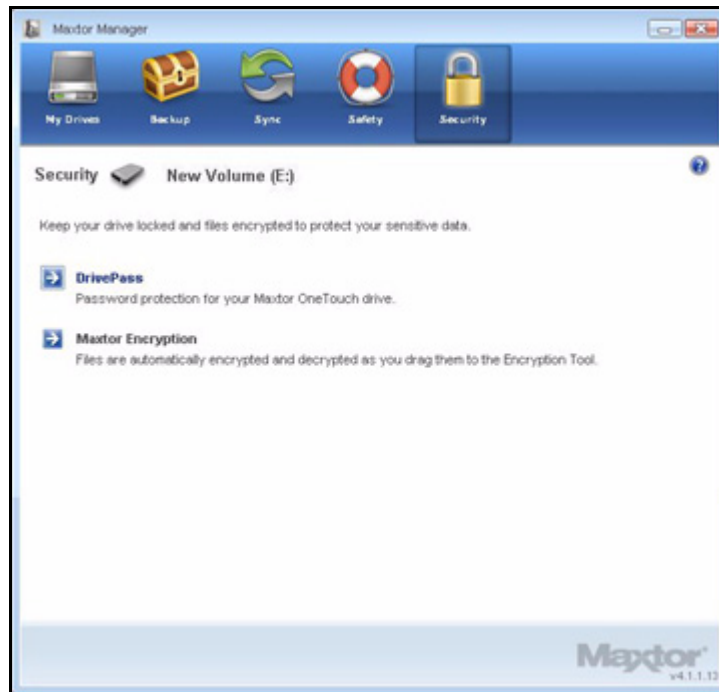 Maxtor Manager
My Drives Backup Sync Safety Security
Security New Volume (E:)
Keep your drive locked and files encrypted to protect your sensitive data.
DrivePass
Password protection for your Maxtor OneTouch drive.
Maxtor Encryption
Files are automatically encrypted and decrypted as you drag them to the Encryption Tool.
Maxtor